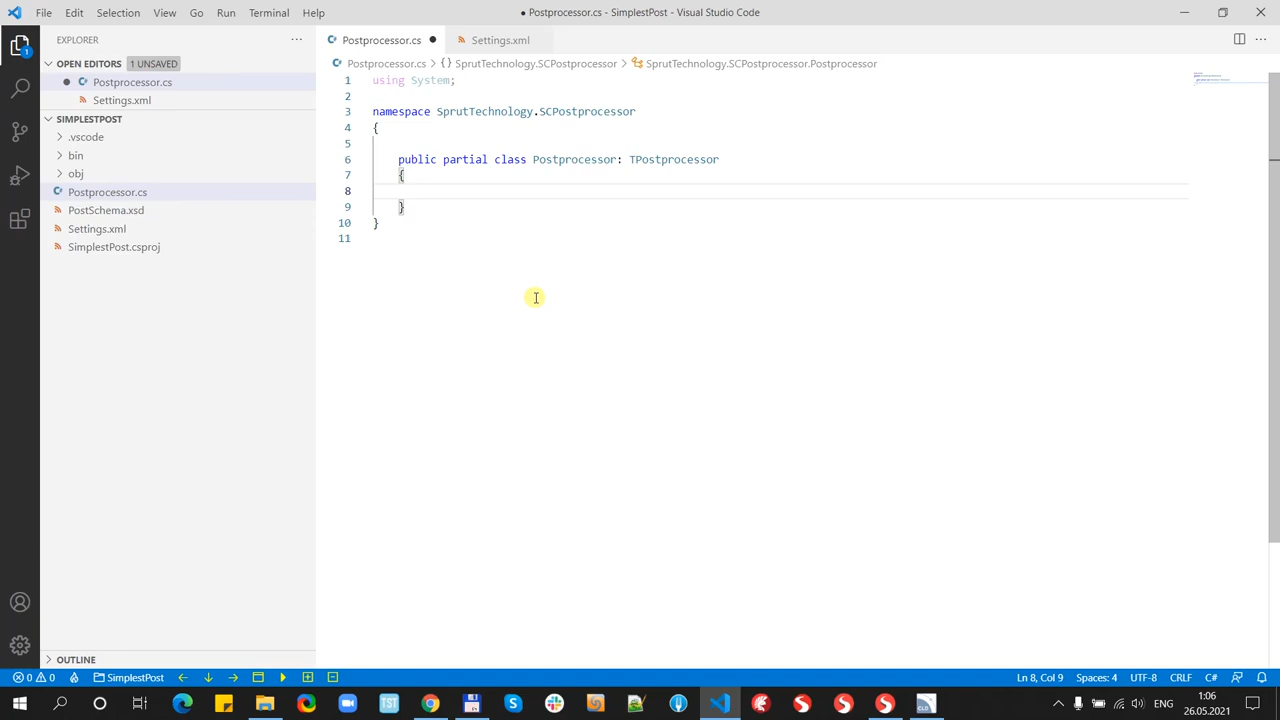 File Edit Selection View Go Run Terminal Help
● Postprocessor.cs - SimplestPost - Visual Studio Code
EXPLORER
Postprocessor.cs
Settings.xml
OPEN EDITORS 1 UNSAVED
Postprocessor.cs > {} SprutTechnology.SCPostprocessor > SprutTechnology.SCPostprocessor.Postprocessor
Postprocessor.cs
Settings.xml
SIMPLESTPOST
.vscode
bin
obj
Postprocessor.cs
PostSchema.xsd
Settings.xml
SimplestPost.csproj
OUTLINE
1 using System;
2
3 namespace SprutTechnology.SCPostprocessor
4 {
5
6 public partial class Postprocessor: TPostprocessor
7 {
8
9 }
10 }
11
1
0 0 SimplestPost
Ln 8, Col 9 Spaces: 4 UTF-8 CRLF C#
CLD
ENG
1:06
26.05.2021